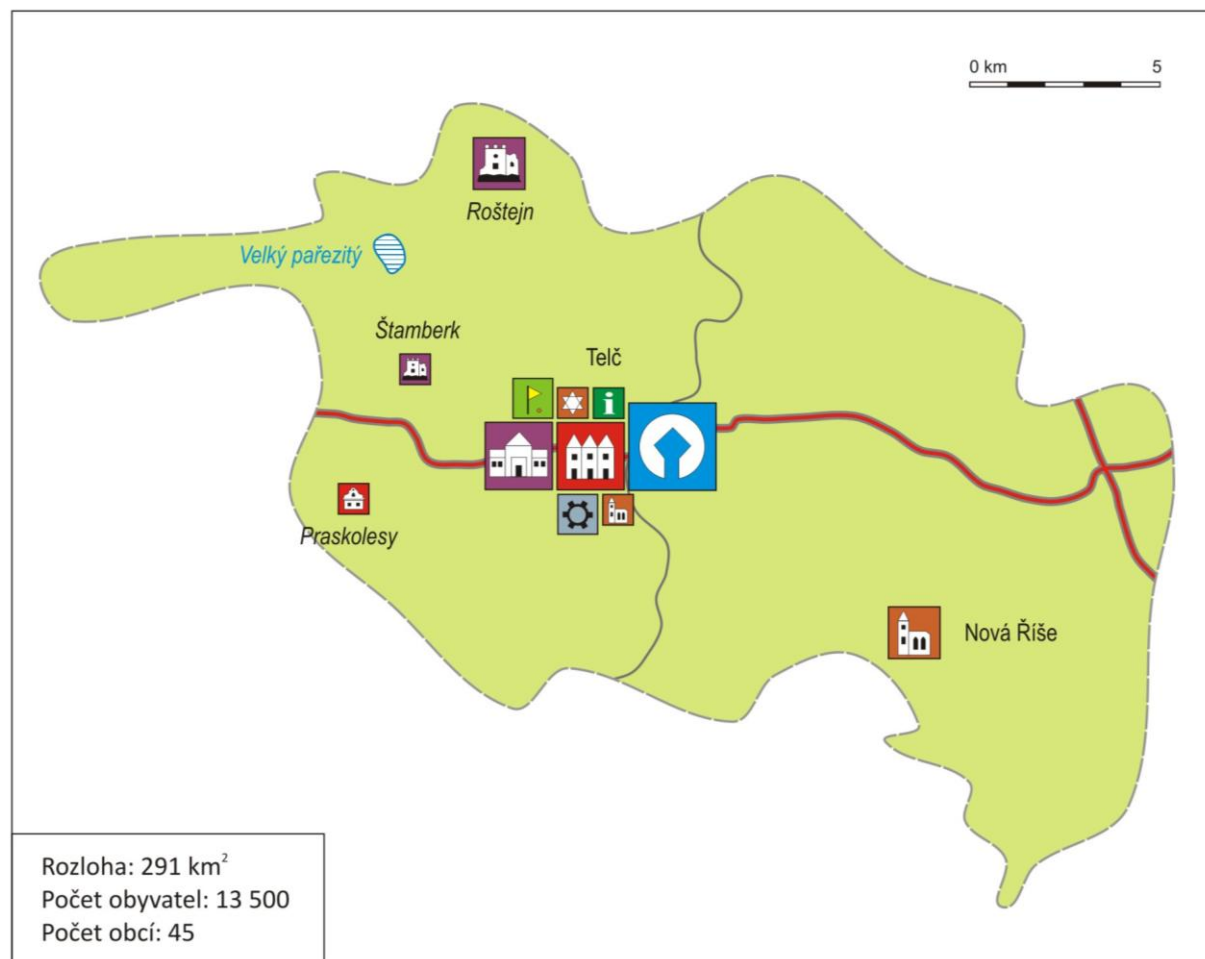 0 km 5
Roštejn
Velký pařezitý
Štamberk
Telč
i
Praskolesy
Nová Říše
Rozloha: 291 km²
Počet obyvatel: 13 500
Počet obcí: 45